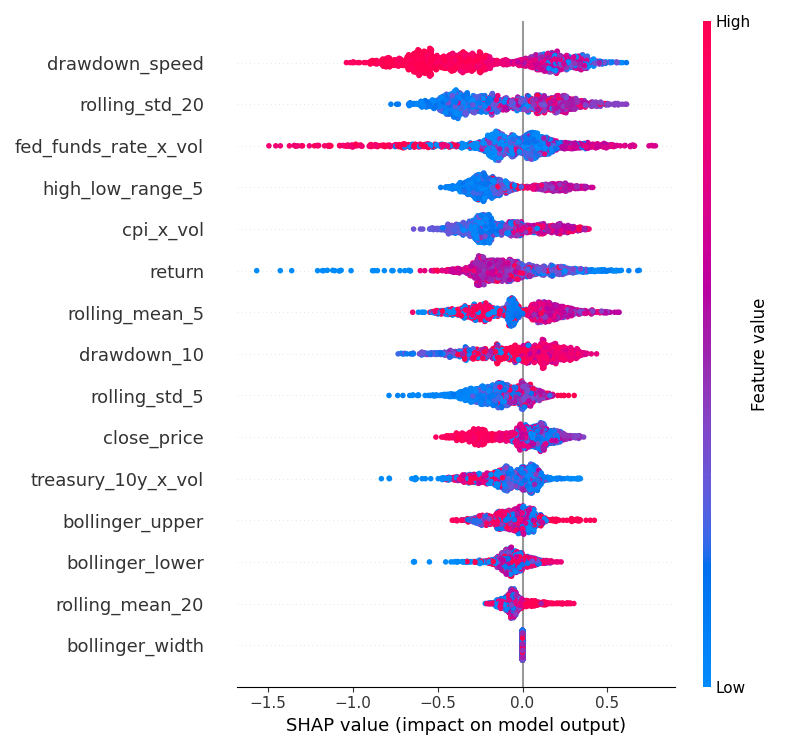 High
drawdown_speed
rolling_std_20
fed_funds_rate_x_vol
high_low_range_5
cpi_x_vol
return
rolling_mean_5
drawdown_10
rolling_std_5
close_price
treasury_10y_x_vol
bollinger_upper
bollinger_lower
rolling_mean_20
bollinger_width
Feature value
Low
−1.5 −1.0 −0.5 0.0 0.5
SHAP value (impact on model output)